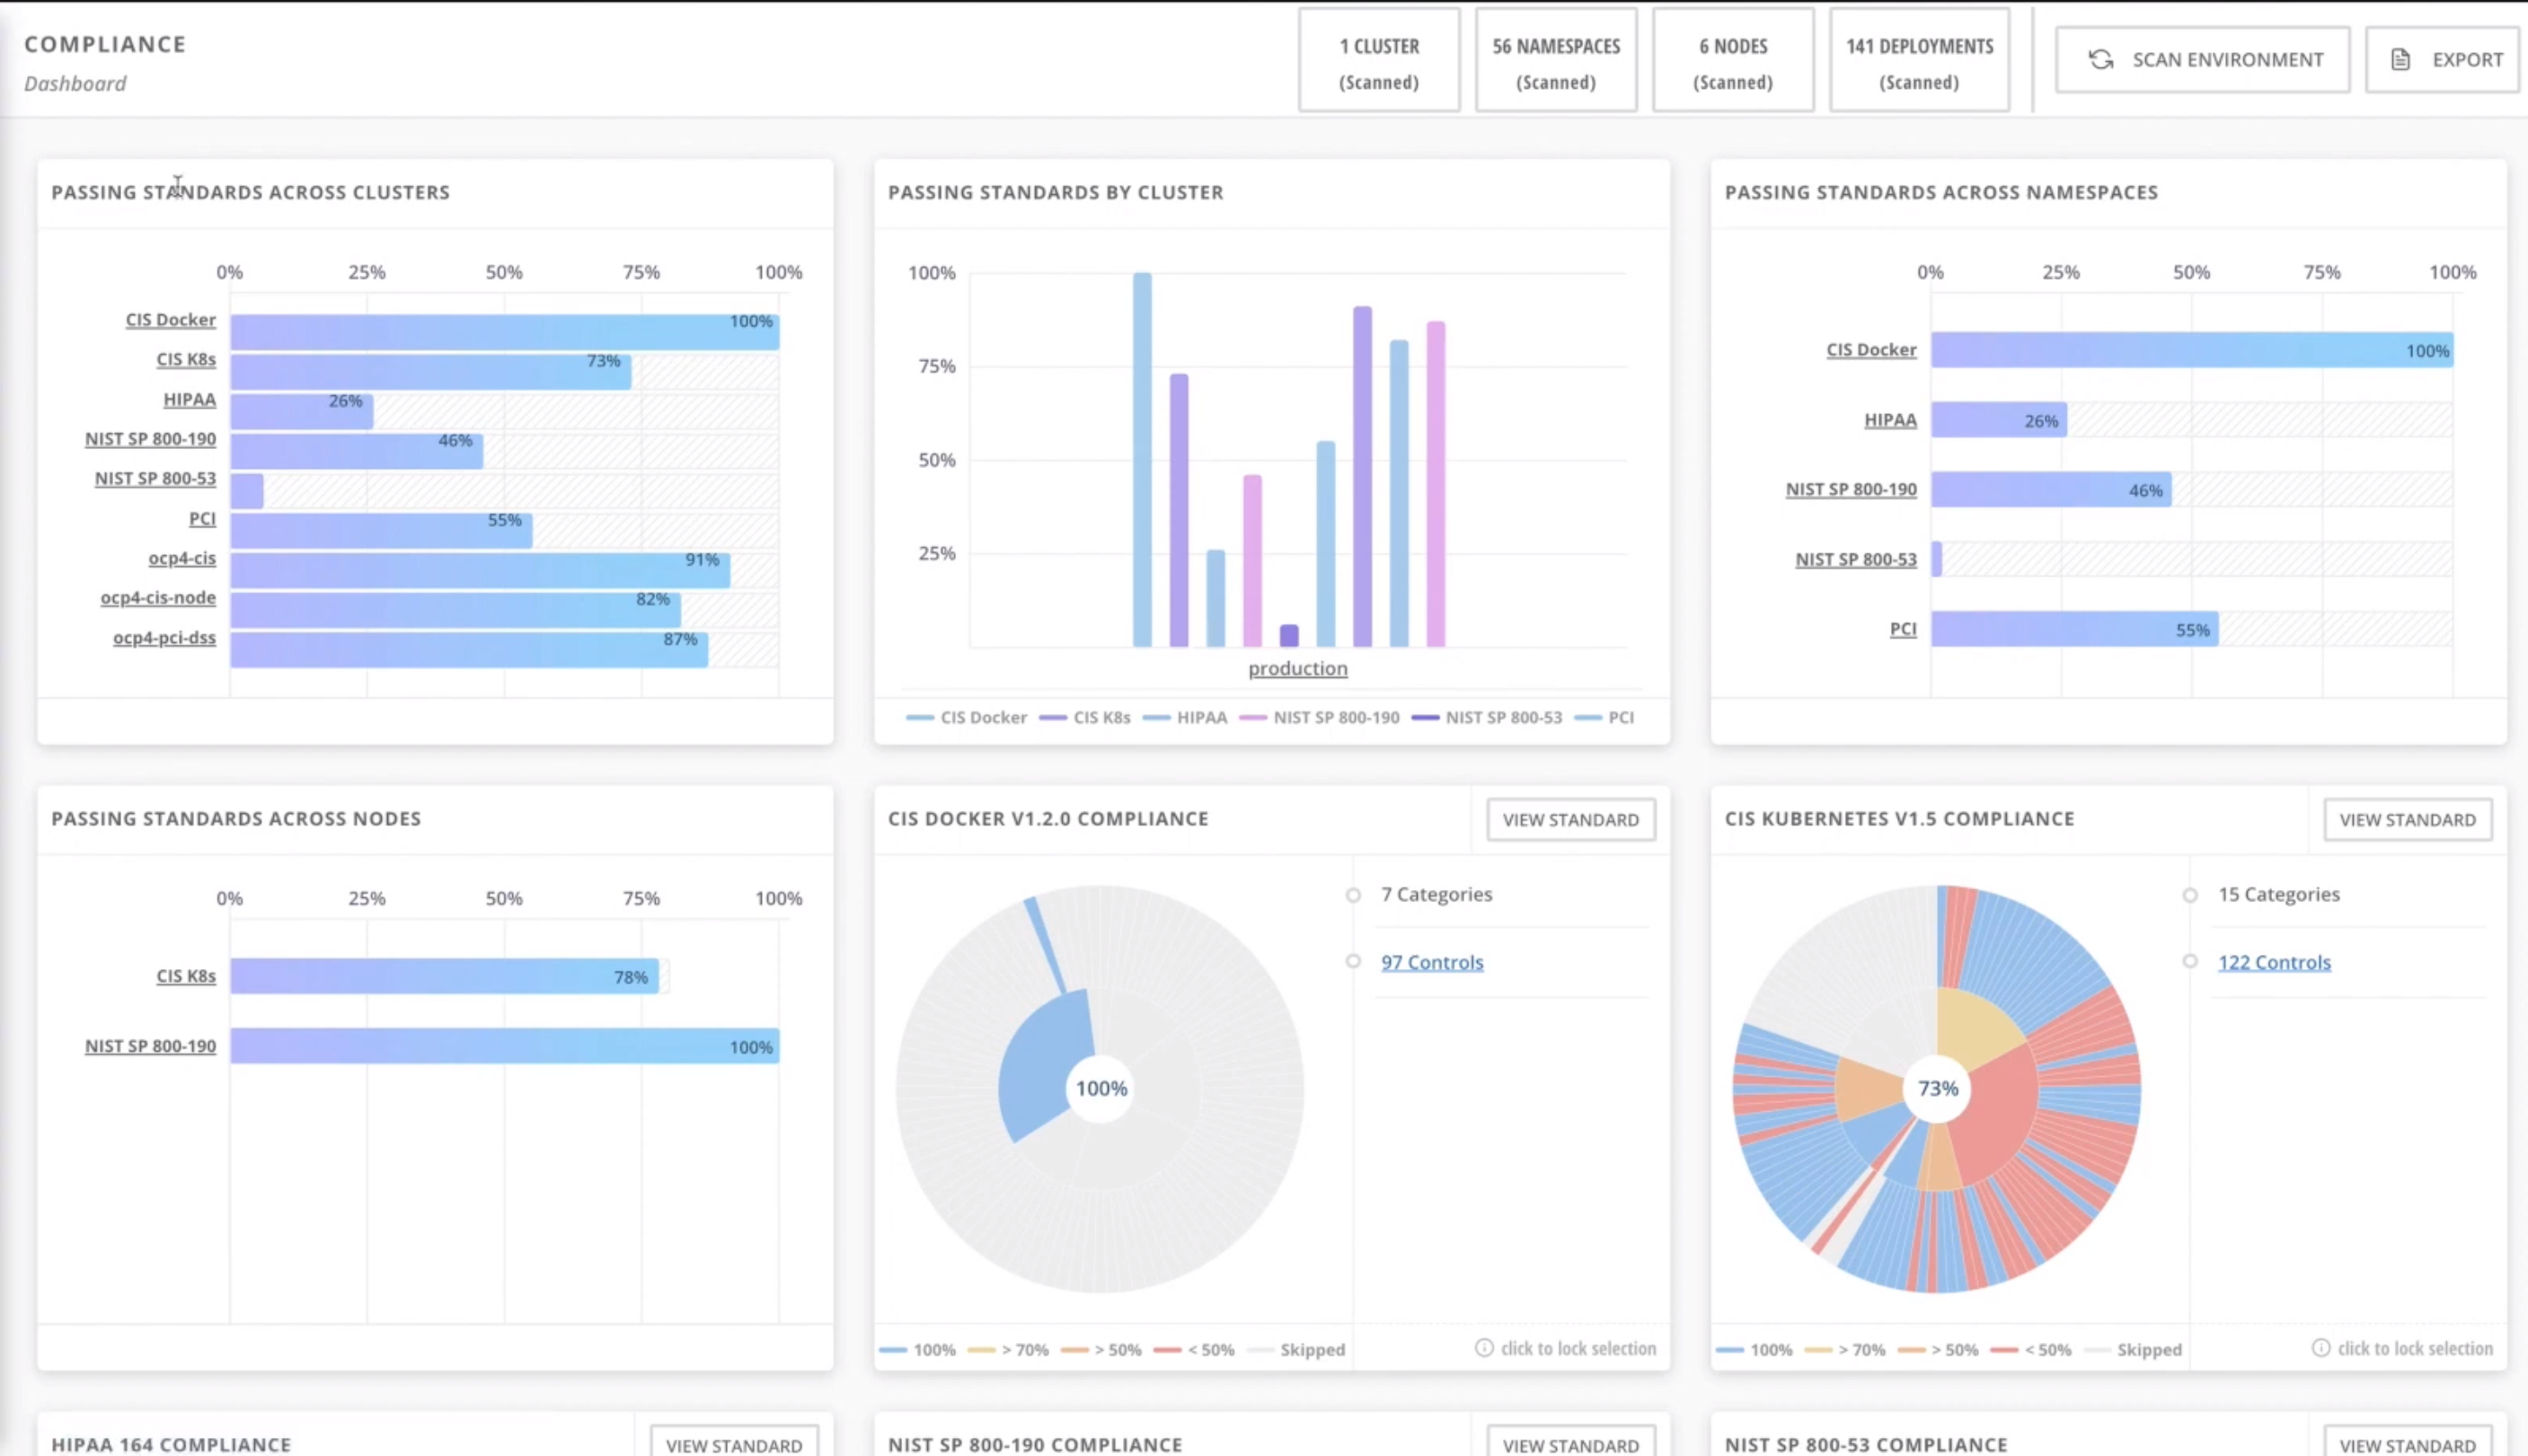 COMPLIANCE
Dashboard
1 CLUSTER
(Scanned)
56 NAMESPACES
(Scanned)
6 NODES
(Scanned)
141 DEPLOYMENTS
(Scanned)
SCAN ENVIRONMENT
EXPORT
PASSING STANDARDS ACROSS CLUSTERS
0% 25% 50% 75% 100%
CIS Docker 100%
CIS K8s 73%
HIPAA 26%
NIST SP 800-190 46%
NIST SP 800-53
PCI 55%
ocp4-cis 91%
ocp4-cis-node 82%
ocp4-pci-dss 87%
PASSING STANDARDS BY CLUSTER
100%
75%
50%
25%
production
CIS Docker CIS K8s HIPAA NIST SP 800-190 NIST SP 800-53 PCI
PASSING STANDARDS ACROSS NAMESPACES
0% 25% 50% 75% 100%
CIS Docker 100%
HIPAA 26%
NIST SP 800-190 46%
NIST SP 800-53
PCI 55%
PASSING STANDARDS ACROSS NODES
0% 25% 50% 75% 100%
CIS K8s 78%
NIST SP 800-190 100%
CIS DOCKER V1.2.0 COMPLIANCE
VIEW STANDARD
7 Categories
97 Controls
100%
100% > 70% > 50% < 50% Skipped
click to lock selection
CIS KUBERNETES V1.5 COMPLIANCE
VIEW STANDARD
15 Categories
122 Controls
73%
100% > 70% > 50% < 50% Skipped
click to lock selection
HIPAA 164 COMPLIANCE
VIEW STANDARD
NIST SP 800-190 COMPLIANCE
VIEW STANDARD
NIST SP 800-53 COMPLIANCE
VIEW STANDARD